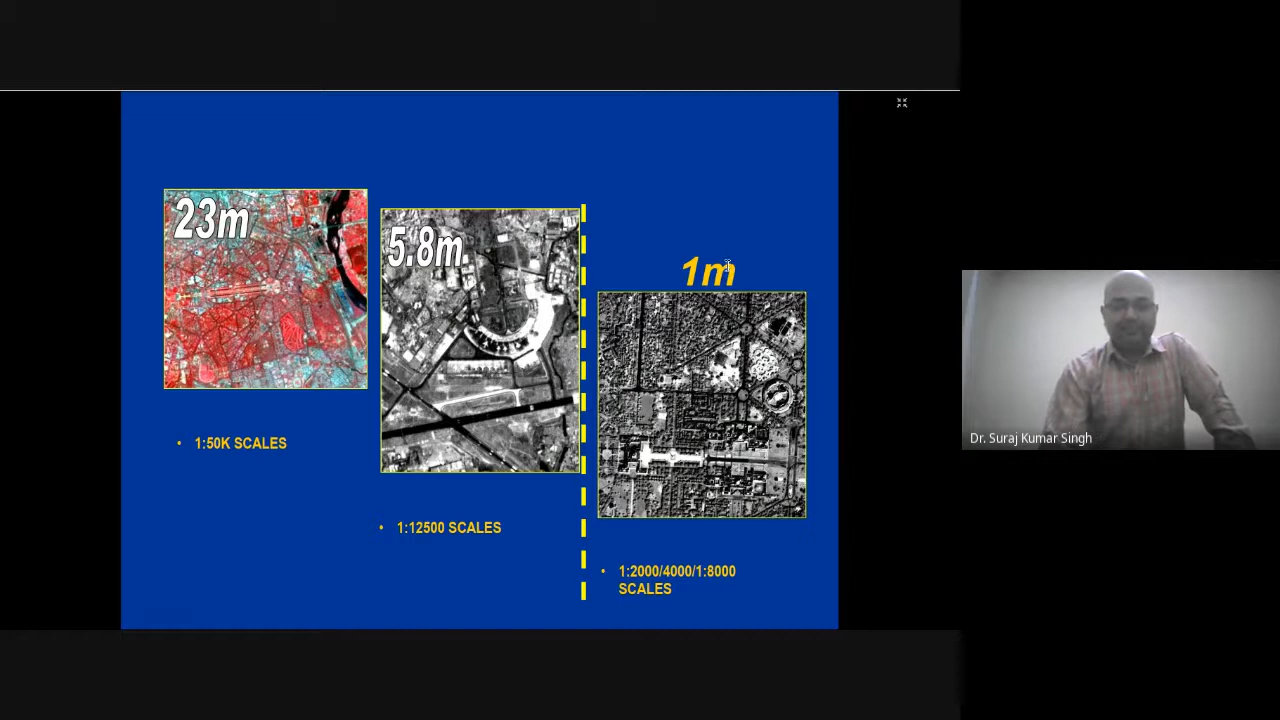 23m
5.8m
1m
• 1:50K SCALES
• 1:12500 SCALES
• 1:2000/4000/1:8000
SCALES
Dr. Suraj Kumar Singh